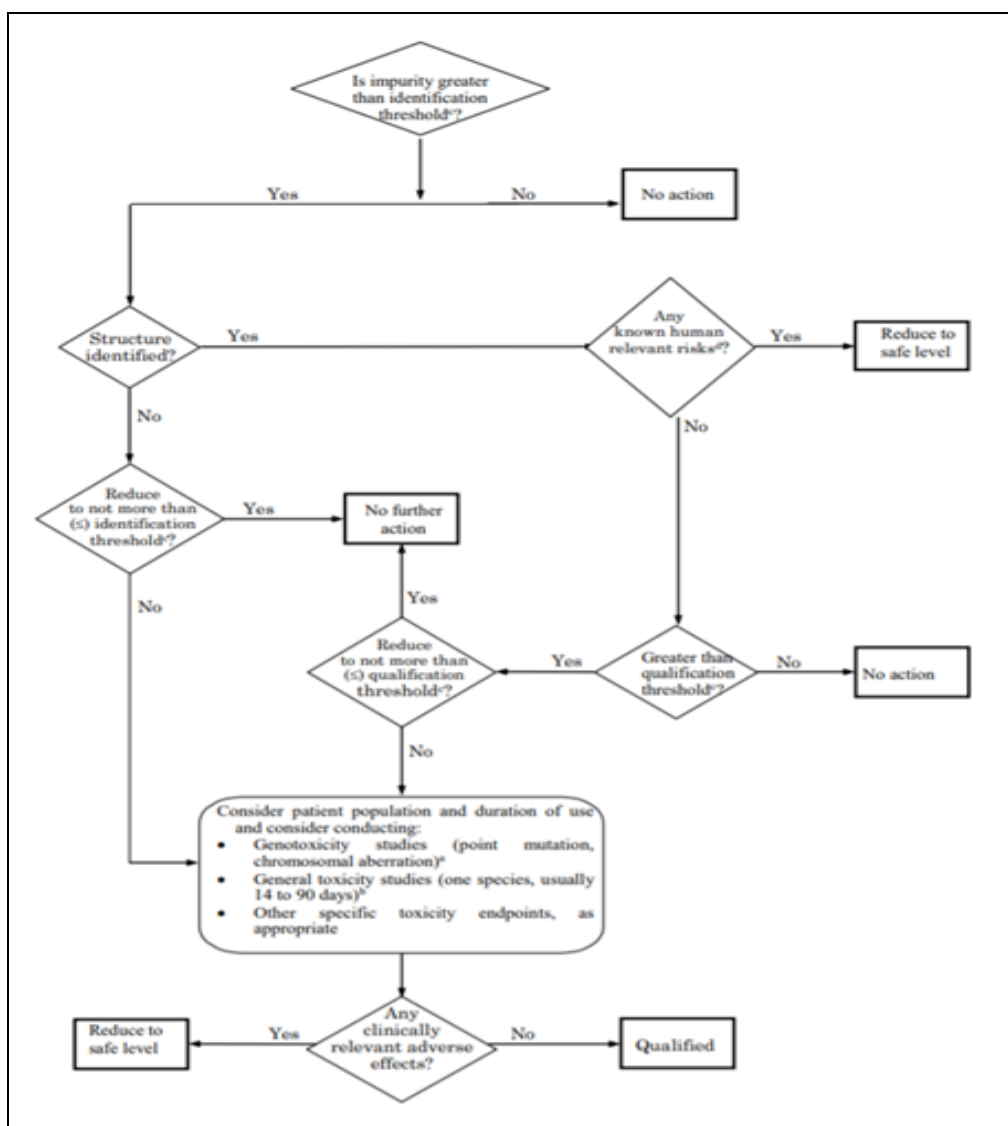 Is impurity greater
than identification
thresholdᶜ?
Yes
No
No action
Structure
identified?
Yes
Any
known human
relevant risksᵈ?
Yes
Reduce to
safe level
No
No
Reduce
to not more than
(≤) identification
thresholdᶜ?
Yes
No further
action
No
Yes
Reduce
to not more than
(≤) qualification
thresholdᶜ?
Yes
Greater than
qualification
thresholdᶜ?
No
No action
No
Consider patient population and duration of use
and consider conducting:
• Genotoxicity studies (point mutation,
chromosomal aberration)ᵃ
• General toxicity studies (one species, usually
14 to 90 days)ᵇ
• Other specific toxicity endpoints, as
appropriate
Reduce to
safe level
Yes
Any
clinically
relevant adverse
effects?
No
Qualified